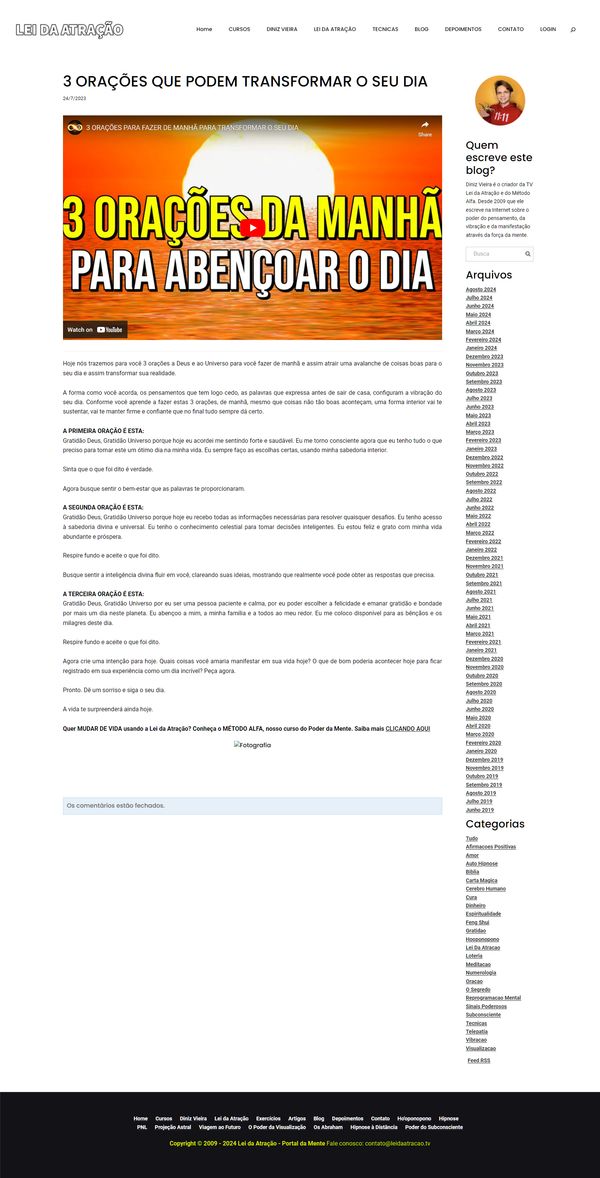 LEI DA ATRAÇÃO
Home CURSOS DINIZ VIEIRA LEI DA ATRAÇÃO TECNICAS BLOG DEPOIMENTOS CONTATO LOGIN
3 ORAÇÕES QUE PODEM TRANSFORMAR O SEU DIA
24/7/2023
3 ORAÇÕES PARA FAZER DE MANHÃ PARA TRANSFORMAR O SEU DIA
Share
3 ORAÇÕES DA MANHÃ
PARA ABENÇOAR O DIA
Watch on YouTube
Hoje nós trazemos para você 3 orações a Deus e ao Universo para você fazer de manhã e assim atrair uma avalanche de coisas boas para o
seu dia e assim transformar sua realidade.
A forma como você acorda, os pensamentos que tem logo cedo, as palavras que expressa antes de sair de casa, configuram a vibração do
seu dia. Conforme você aprende a fazer estas 3 orações, de manhã, mesmo que coisas não tão boas aconteçam, uma forma interior vai te
sustentar, vai te manter firme e confiante que no final tudo sempre dá certo.
A PRIMEIRA ORAÇÃO É ESTA:
Gratidão Deus, Gratidão Universo porque hoje eu acordei me sentindo forte e saudável. Eu me torno consciente agora que eu tenho tudo o que
preciso para tornar este um ótimo dia na minha vida. Eu sempre faço as escolhas certas, usando minha sabedoria interior.
Sinta que o que foi dito é verdade.
Agora busque sentir o bem-estar que as palavras te proporcionaram.
A SEGUNDA ORAÇÃO É ESTA:
Gratidão Deus, Gratidão Universo porque hoje eu recebo todas as informações necessárias para resolver quaisquer desafios. Eu tenho acesso
à sabedoria divina e universal. Eu tenho o conhecimento celestial para tomar decisões inteligentes. Eu estou feliz e grato com minha vida
abundante e próspera.
Respire fundo e aceite o que foi dito.
Busque sentir a inteligência divina fluir em você, clareando suas ideias, mostrando que realmente você pode obter as respostas que precisa.
A TERCEIRA ORAÇÃO É ESTA:
Gratidão Deus, Gratidão Universo por eu ser uma pessoa paciente e calma, por eu poder escolher a felicidade e emanar gratidão e bondade
por mais um dia neste planeta. Eu abençoo a mim, a minha família e a todos ao meu redor. Eu me coloco disponível para as bênçãos e os
milagres deste dia.
Respire fundo e aceite o que foi dito.
Agora crie uma intenção para hoje. Quais coisas você amaria manifestar em sua vida hoje? O que de bom poderia acontecer hoje para ficar
registrado em sua experiência como um dia incrível? Peça agora.
Pronto. Dê um sorriso e siga o seu dia.
A vida te surpreenderá ainda hoje.
Quer MUDAR DE VIDA usando a Lei da Atração? Conheça o MÉTODO ALFA, nosso curso do Poder da Mente. Saiba mais CLICANDO AQUI
Fotografia
Os comentários estão fechados.
11:11
Quem
escreve este
blog?
Diniz Vieira é o criador da TV
Lei da Atração e do Método
Alfa. Desde 2009 que ele
escreve na Internet sobre o
poder do pensamento, da
vibração e da manifestação
através da força da mente.
Busca
Arquivos
Agosto 2024
Julho 2024
Junho 2024
Maio 2024
Abril 2024
Março 2024
Fevereiro 2024
Janeiro 2024
Dezembro 2023
Novembro 2023
Outubro 2023
Setembro 2023
Agosto 2023
Julho 2023
Junho 2023
Maio 2023
Abril 2023
Março 2023
Fevereiro 2023
Janeiro 2023
Dezembro 2022
Novembro 2022
Outubro 2022
Setembro 2022
Agosto 2022
Julho 2022
Junho 2022
Maio 2022
Abril 2022
Março 2022
Fevereiro 2022
Janeiro 2022
Dezembro 2021
Novembro 2021
Outubro 2021
Setembro 2021
Agosto 2021
Julho 2021
Junho 2021
Maio 2021
Abril 2021
Março 2021
Fevereiro 2021
Janeiro 2021
Dezembro 2020
Novembro 2020
Outubro 2020
Setembro 2020
Agosto 2020
Julho 2020
Junho 2020
Maio 2020
Abril 2020
Março 2020
Fevereiro 2020
Janeiro 2020
Dezembro 2019
Novembro 2019
Outubro 2019
Setembro 2019
Agosto 2019
Julho 2019
Junho 2019
Categorias
Tudo
Afirmacoes Positivas
Amor
Auto Hipnose
Biblia
Carta Magica
Cerebro Humano
Cura
Dinheiro
Espiritualidade
Feng Shui
Gratidao
Hooponopono
Lei Da Atracao
Loteria
Meditacao
Numerologia
Oracao
O Segredo
Reprogramacao Mental
Sinais Poderosos
Subconsciente
Tecnicas
Telepatia
Vibracao
Visualizacao
Feed RSS
Home Cursos Diniz Vieira Lei da Atração Exercícios Artigos Blog Depoimentos Contato Ho'oponopono Hipnose
PNL Projeção Astral Viagem ao Futuro O Poder da Visualização Os Abraham Hipnose à Distância Poder do Subconsciente
Copyright © 2009 - 2024 Lei da Atração - Portal da Mente Fale conosco: contato@leidaatracao.tv